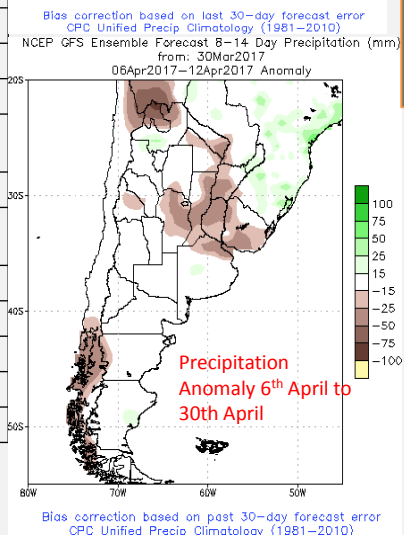 Bias correction based on last 30-day forecast error
CPC Unified Precip Climatology (1981-2010)
NCEP GFS Ensemble Forecast 8-14 Day Precipitation (mm)
from: 30Mar2017
06Apr2017-12Apr2017 Anomaly
20S
30S
40S
50S
80W 70W 60W 50W
100
75
50
25
15
-15
-25
-50
-75
-100
Precipitation
Anomaly 6th April to
30th April
Bias correction based on past 30-day forecast error
CPC Unified Precip Climatology (1981-2010)